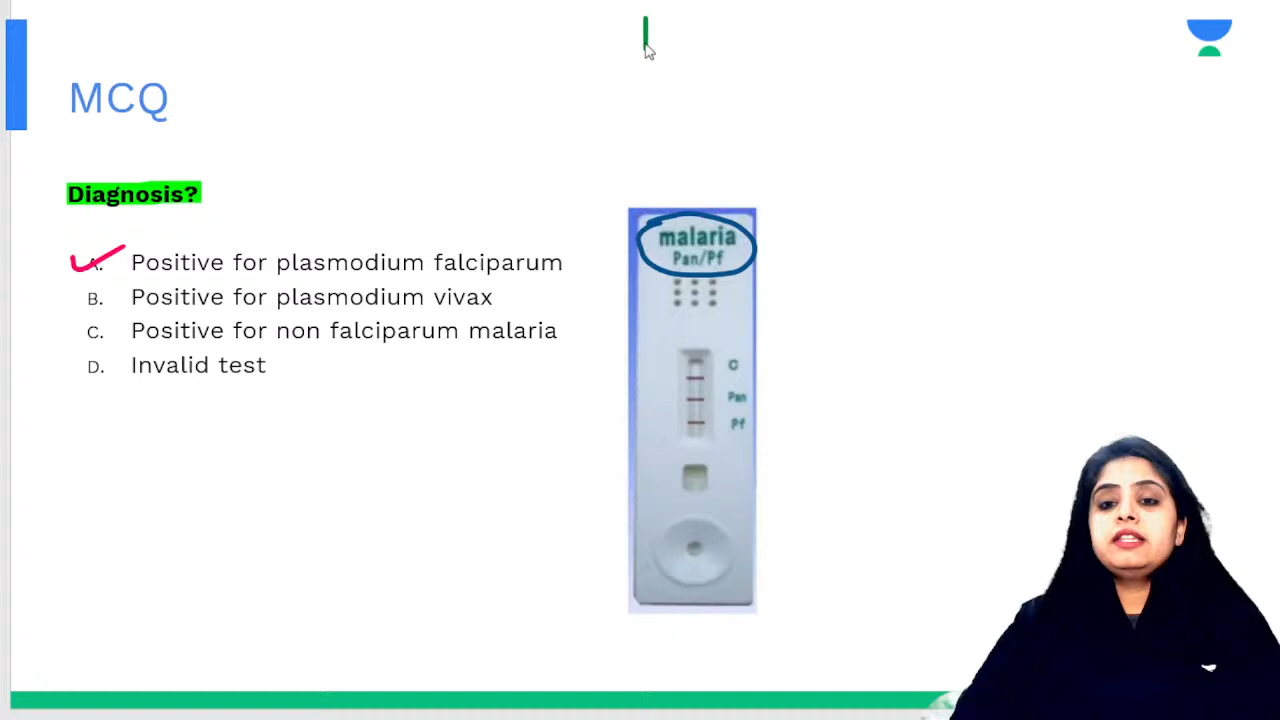 MCQ
Diagnosis?
A. Positive for plasmodium falciparum
B. Positive for plasmodium vivax
C. Positive for non falciparum malaria
D. Invalid test
malaria
Pan/Pf
C
Pan
Pf